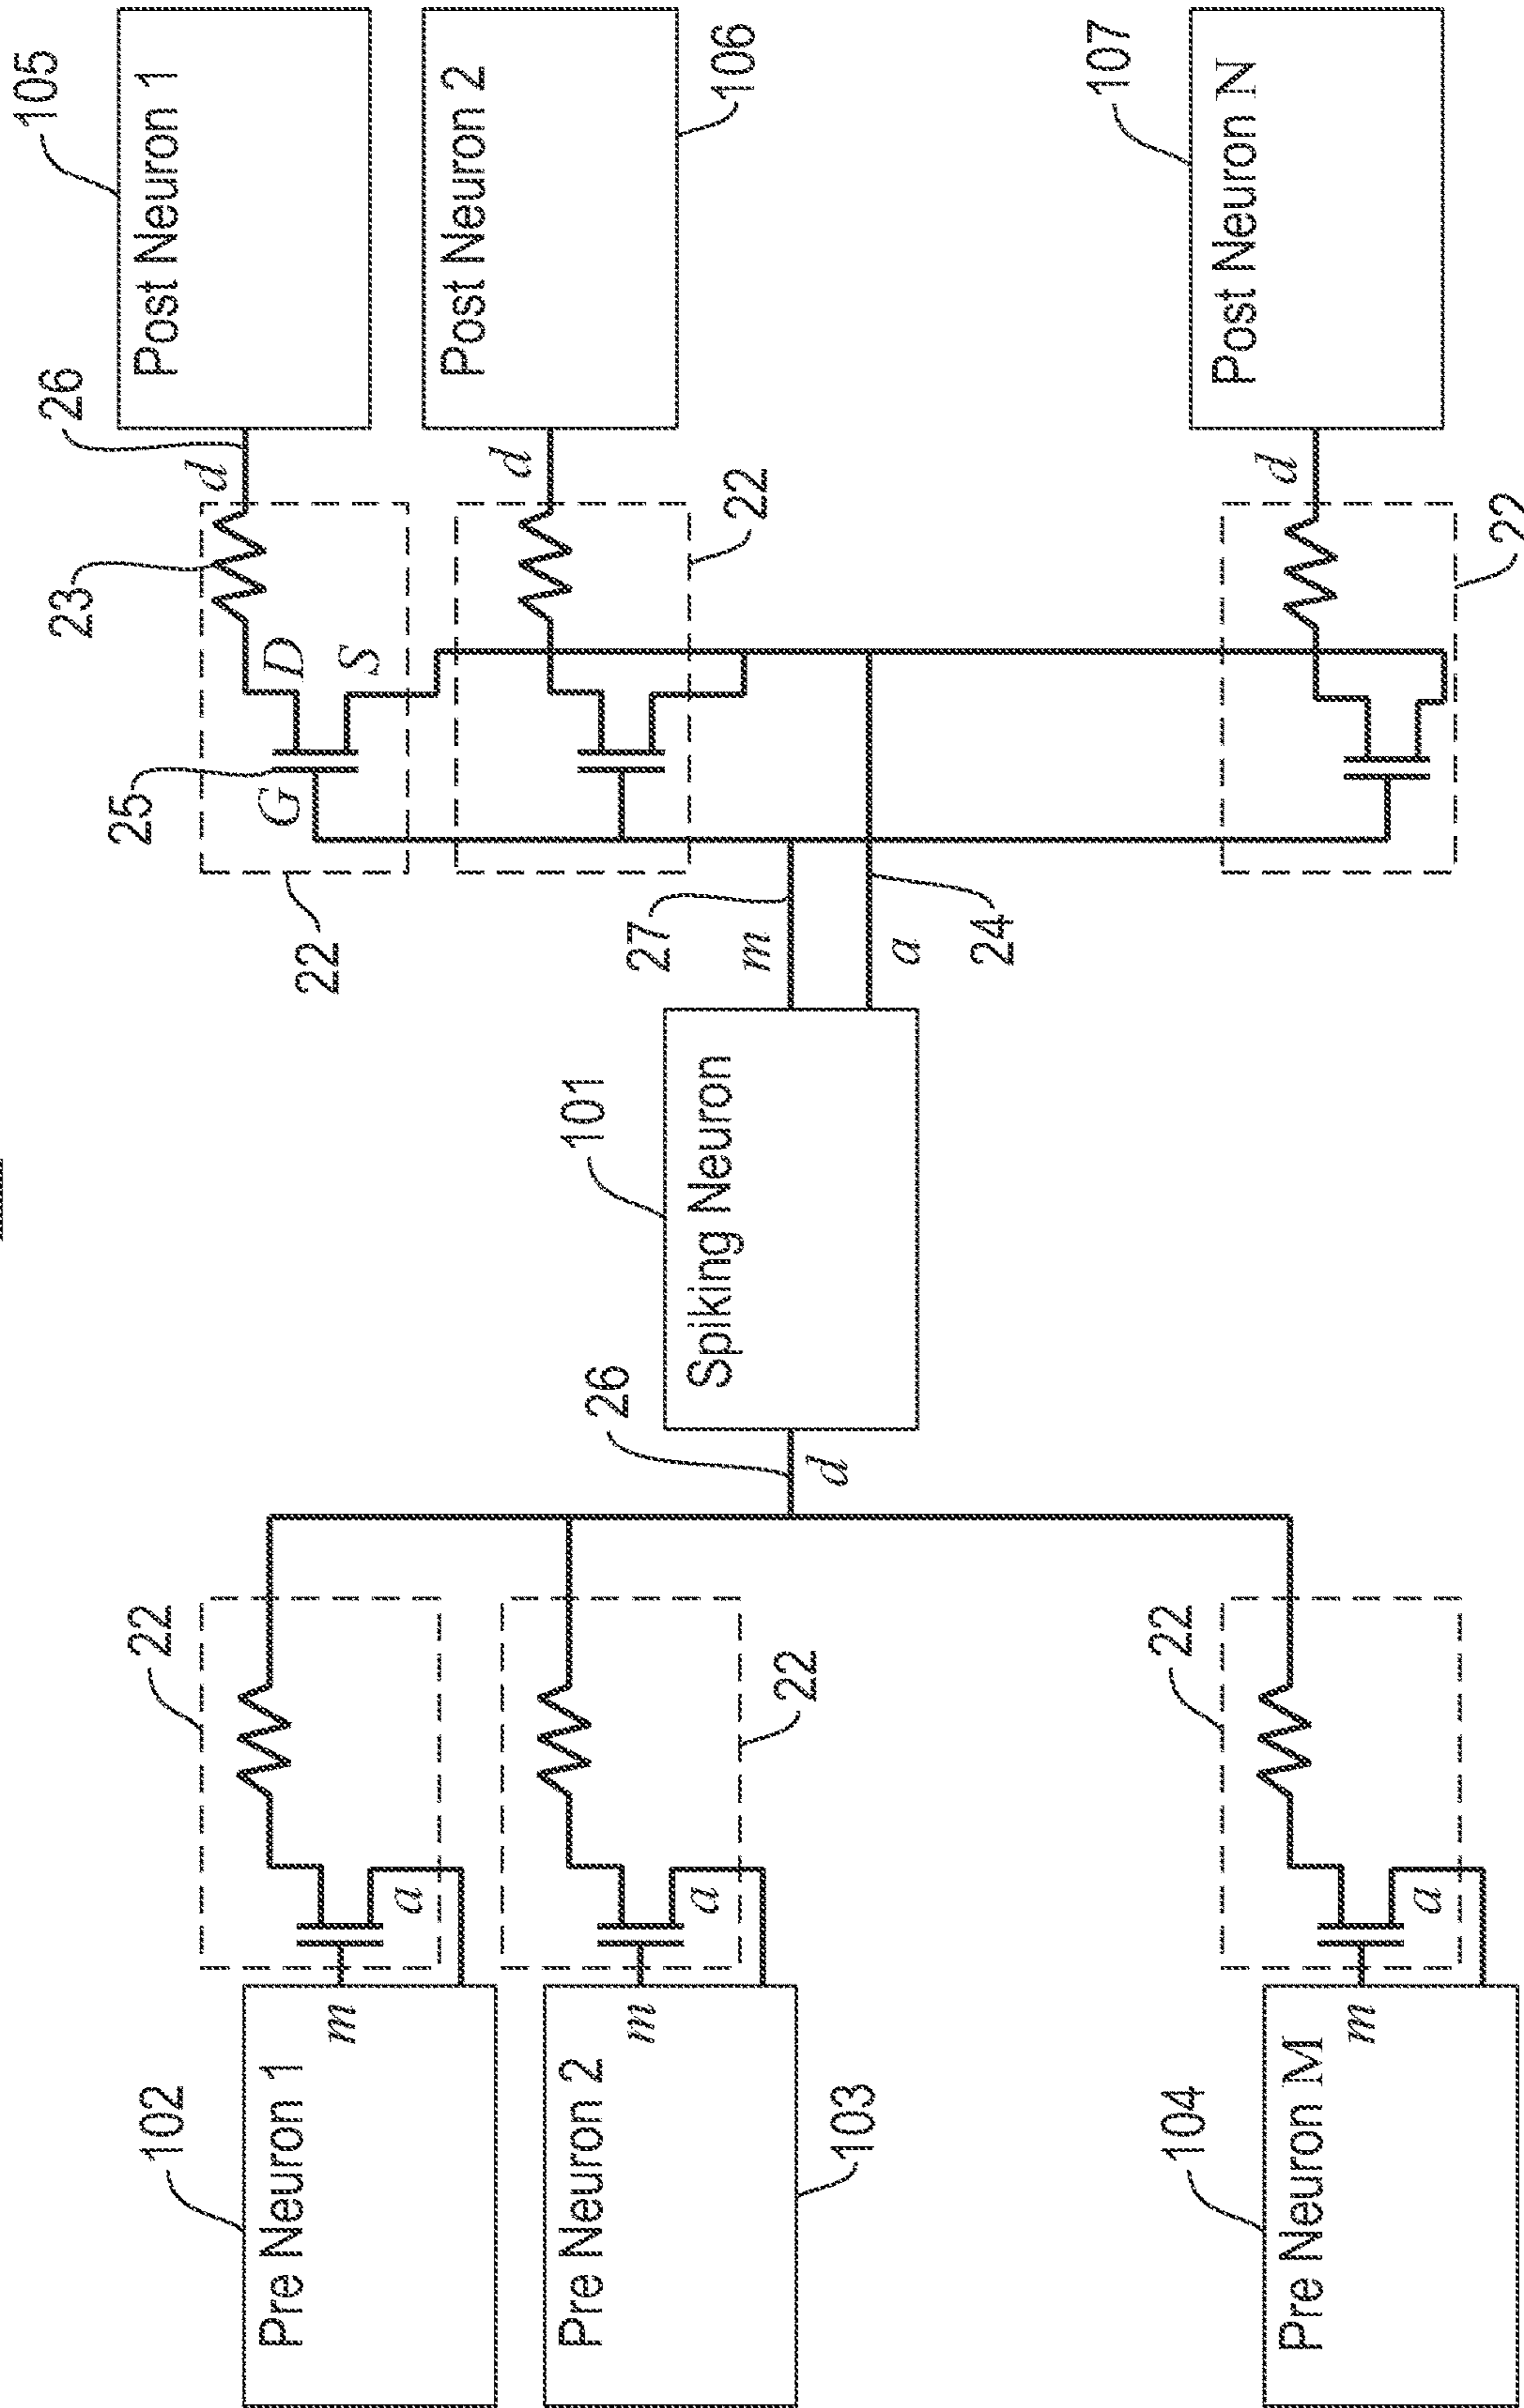 102
Pre Neuron 1
m
a
22
Pre Neuron 2
m
a
103
22
104
Pre Neuron M
m
a
22
26
d
101
Spiking Neuron
27
m
a
24
22
25
G
D
S
23
26
d
105
Post Neuron 1
22
d
Post Neuron 2
106
22
d
107
Post Neuron N